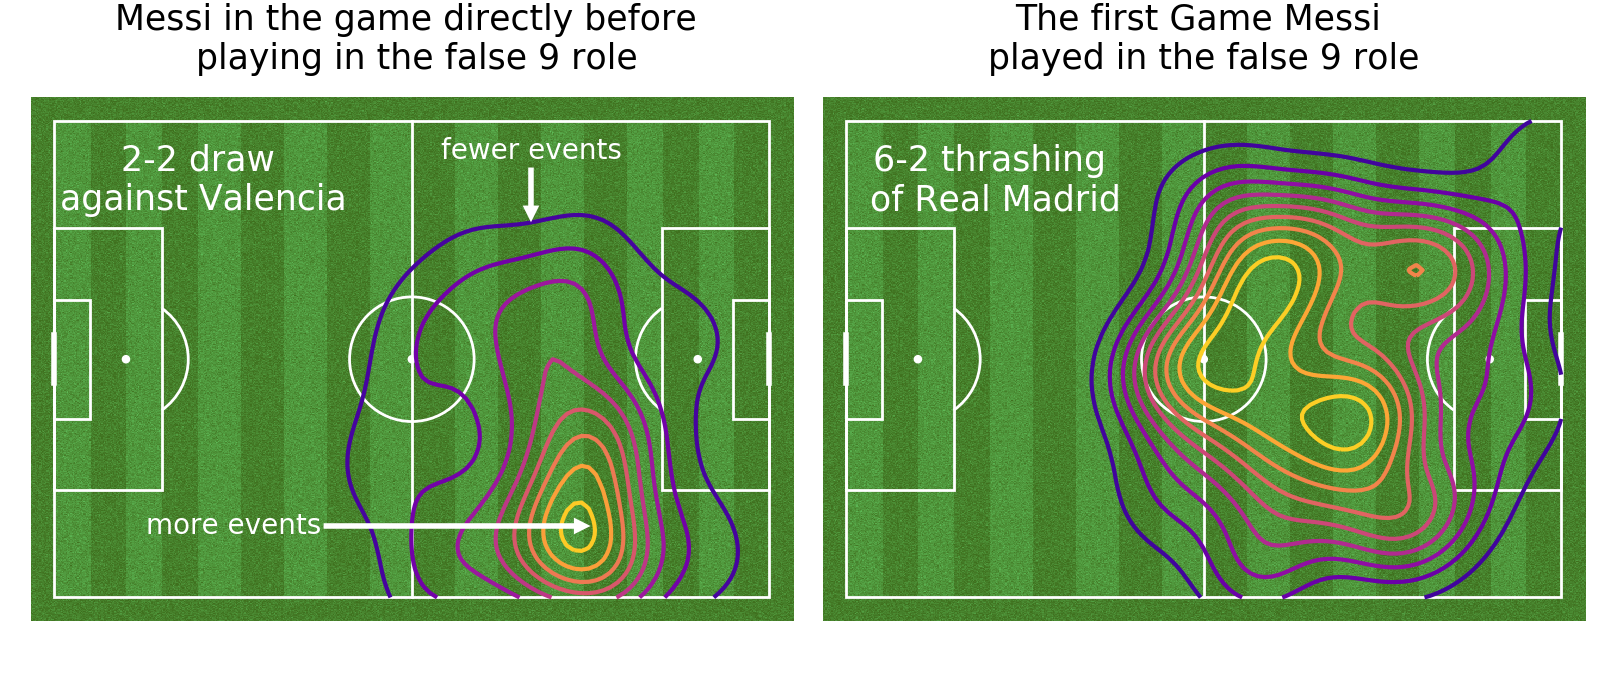 Messi in the game directly before
playing in the false 9 role
2-2 draw
against Valencia
fewer events
more events
The first Game Messi
played in the false 9 role
6-2 thrashing
of Real Madrid